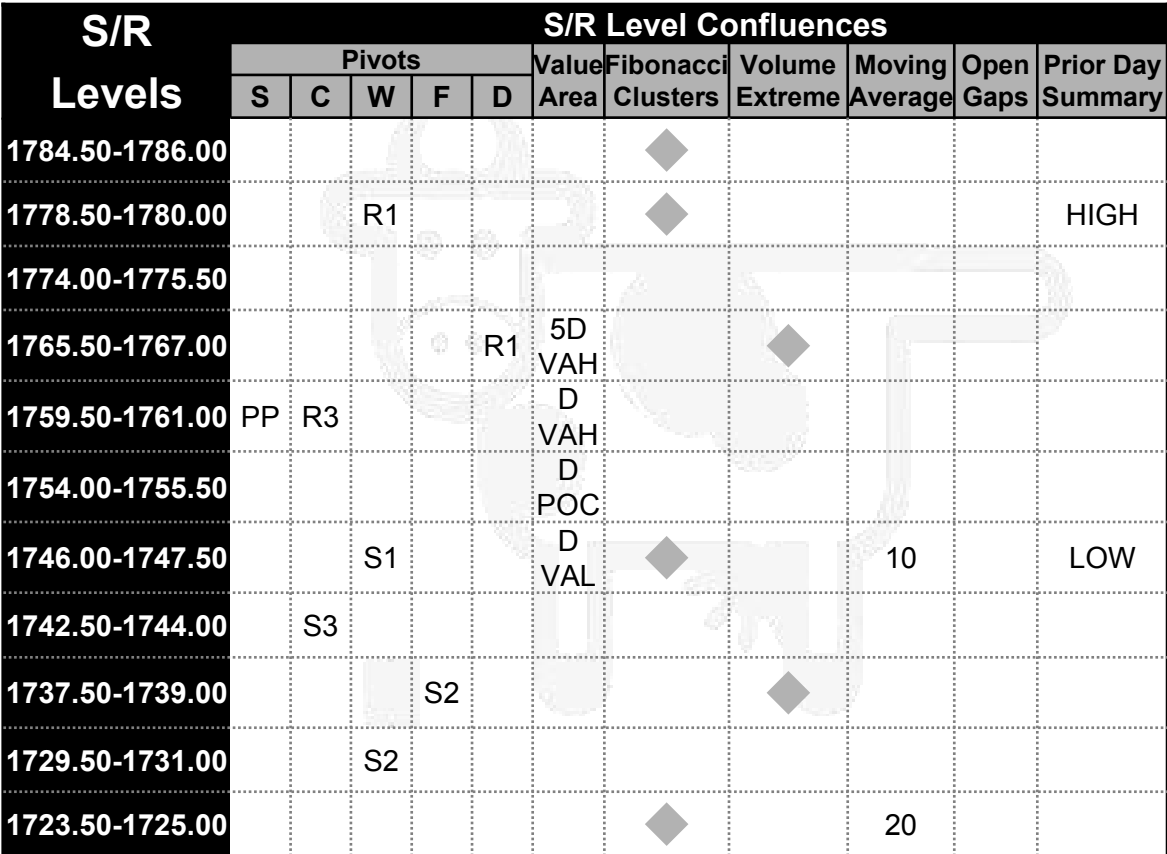 S/R Levels
S/R Level Confluences
Pivots
Value Area
Fibonacci Clusters
Volume Extreme
Moving Average
Open Gaps
Prior Day Summary
S C W F D
1784.50-1786.00
1778.50-1780.00 R1 HIGH
1774.00-1775.50
1765.50-1767.00 R1 5D VAH
1759.50-1761.00 PP R3 D VAH
1754.00-1755.50 D POC
1746.00-1747.50 S1 D VAL 10 LOW
1742.50-1744.00 S3
1737.50-1739.00 S2
1729.50-1731.00 S2
1723.50-1725.00 20